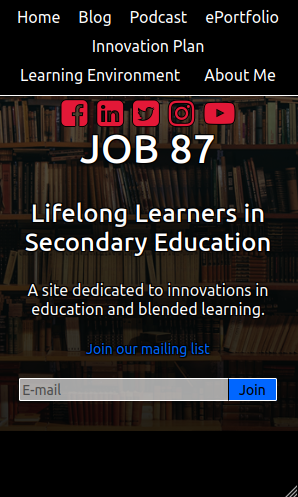 Home Blog Podcast ePortfolio
Innovation Plan
Learning Environment About Me
JOB 87
Lifelong Learners in
Secondary Education
A site dedicated to innovations in
education and blended learning.
Join our mailing list
E-mail Join